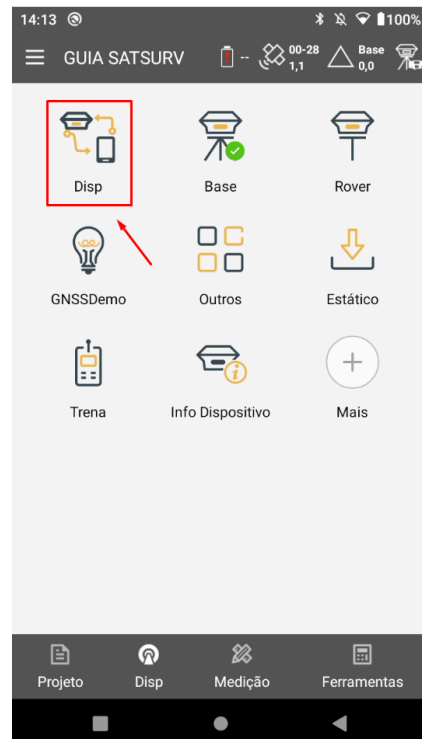 14:13 100%
GUIA SATSURV -- 00-28 Base
1,1 0,0
Disp Base Rover
GNSSDemo Outros Estático
Trena Info Dispositivo Mais
Projeto Disp Medição Ferramentas